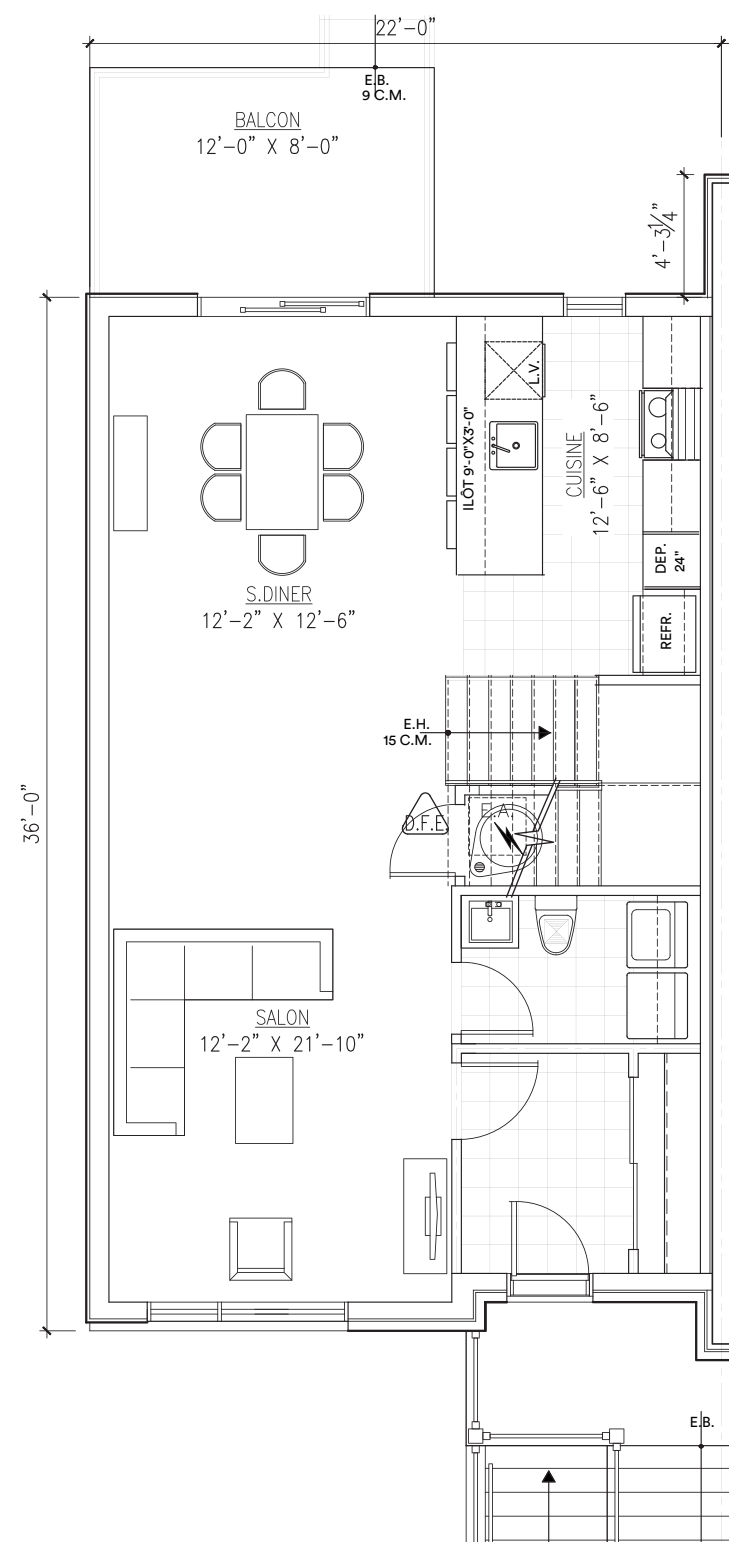 22'-0"
E.B.
9 C.M.
BALCON
12'-0" X 8'-0"
4'-3¼"
L.V.
ILÔT 9'-0"X3'-0"
CUISINE
12'-6" X 8'-6"
S.DINER
12'-2" X 12'-6"
DEP.
24"
REFR.
E.H.
15 C.M.
36'-0"
D.F.E.
E.A.
SALON
12'-2" X 21'-10"
E.B.